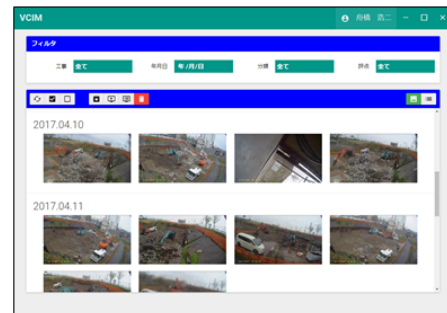 VCIM
舟橋 浩二
フィルタ
工事 全て 年月日 年 /月/日 分類 全て 評点 全て
2017.04.10
2017.04.11